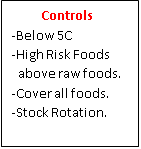 Controls
-Below 5C
-High Risk Foods
above raw foods.
-Cover all foods.
-Stock Rotation.